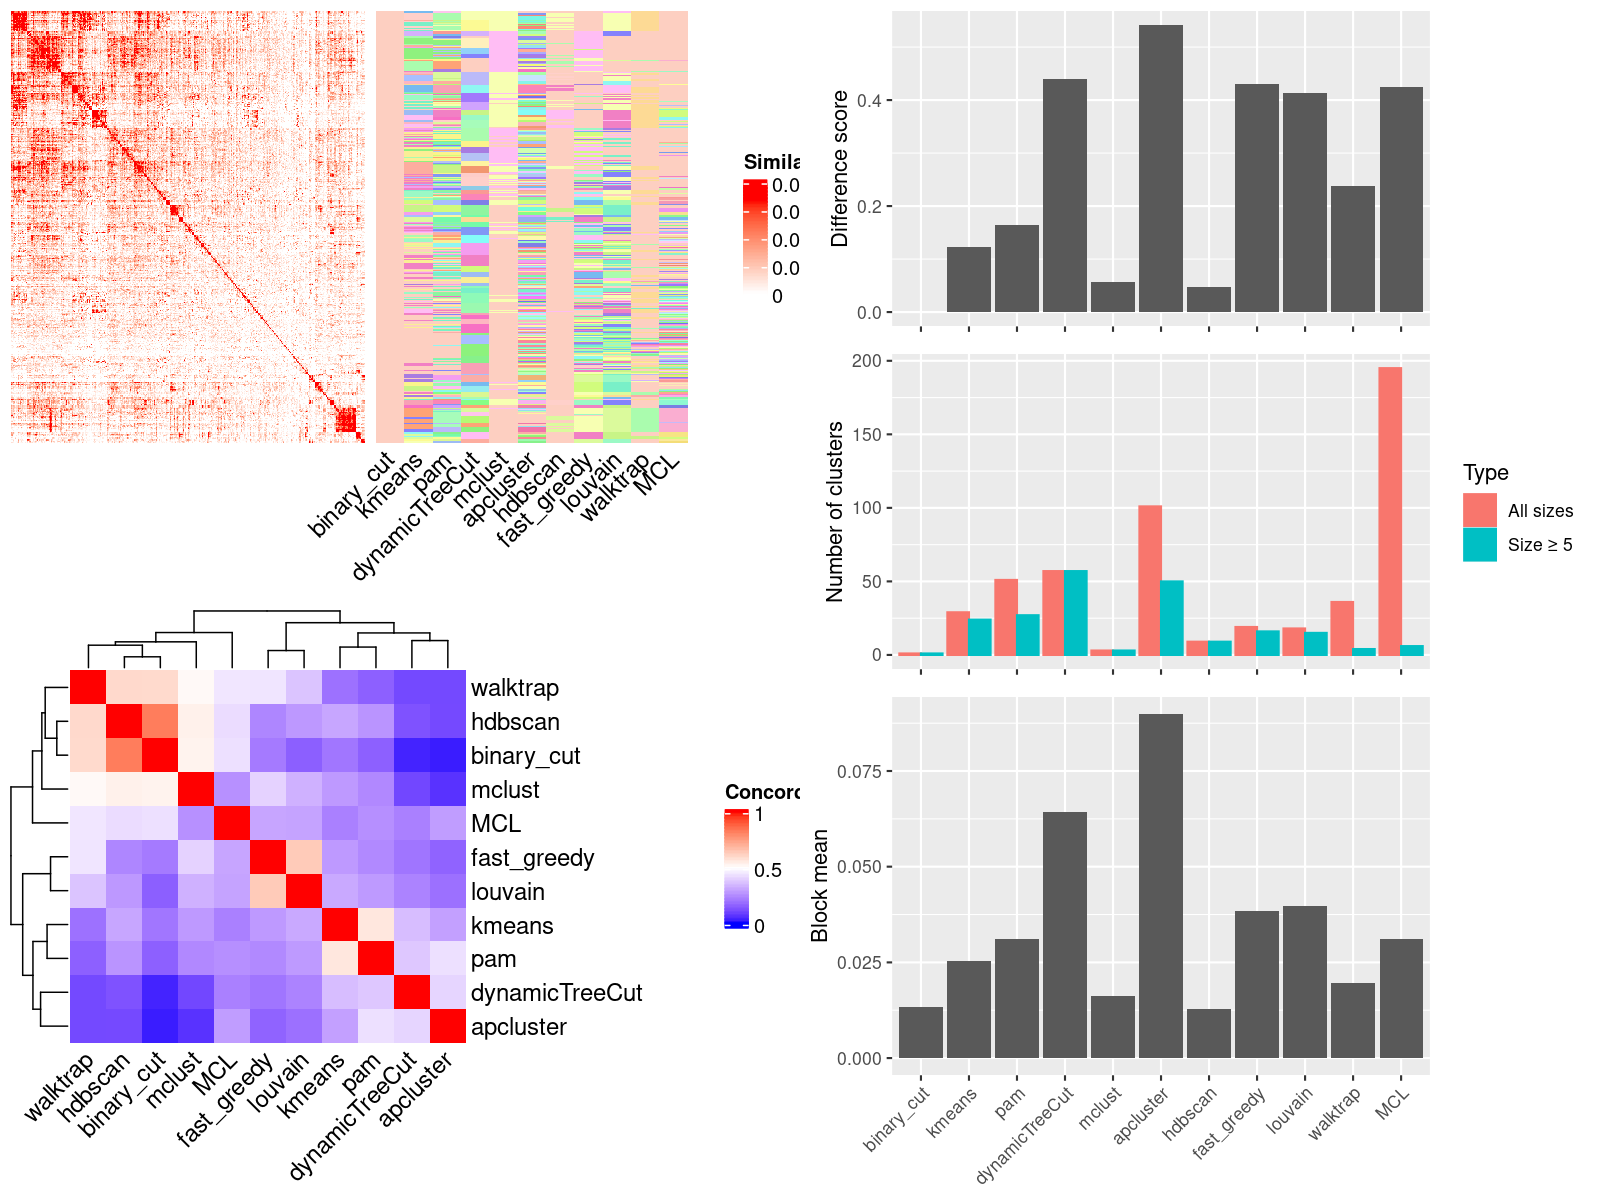 Simila
0.0
0.0
0.0
0.0
0
binary_cut
kmeans
pam
dynamicTreeCut
mclust
apcluster
hdbscan
fast_greedy
louvain
walktrap
MCL
walktrap
hdbscan
binary_cut
mclust
MCL
fast_greedy
louvain
kmeans
pam
dynamicTreeCut
apcluster
walktrap
hdbscan
binary_cut
mclust
MCL
fast_greedy
louvain
kmeans
pam
dynamicTreeCut
apcluster
Concord
1
0.5
0
Difference score
0.4
0.2
0.0
Number of clusters
200
150
100
50
0
Type
All sizes
Size ≥ 5
Block mean
0.075
0.050
0.025
0.000
binary_cut
kmeans
pam
dynamicTreeCut
mclust
apcluster
hdbscan
fast_greedy
louvain
walktrap
MCL